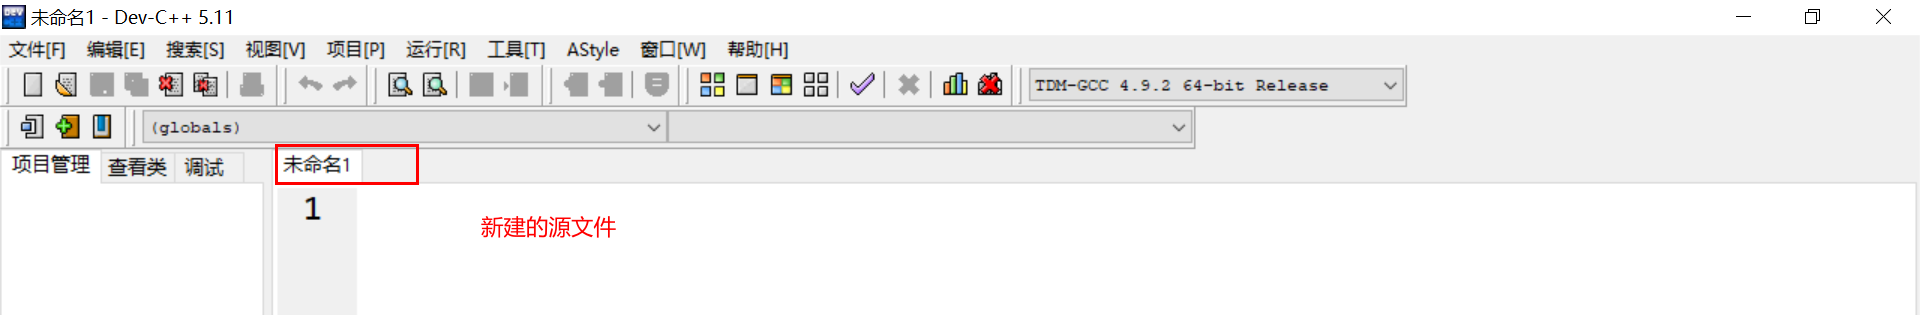 未命名1 - Dev-C++ 5.11
文件[F] 编辑[E] 搜索[S] 视图[V] 项目[P] 运行[R] 工具[T] AStyle 窗口[W] 帮助[H]
TDM-GCC 4.9.2 64-bit Release
(globals)
项目管理 查看类 调试 未命名1
1
新建的源文件